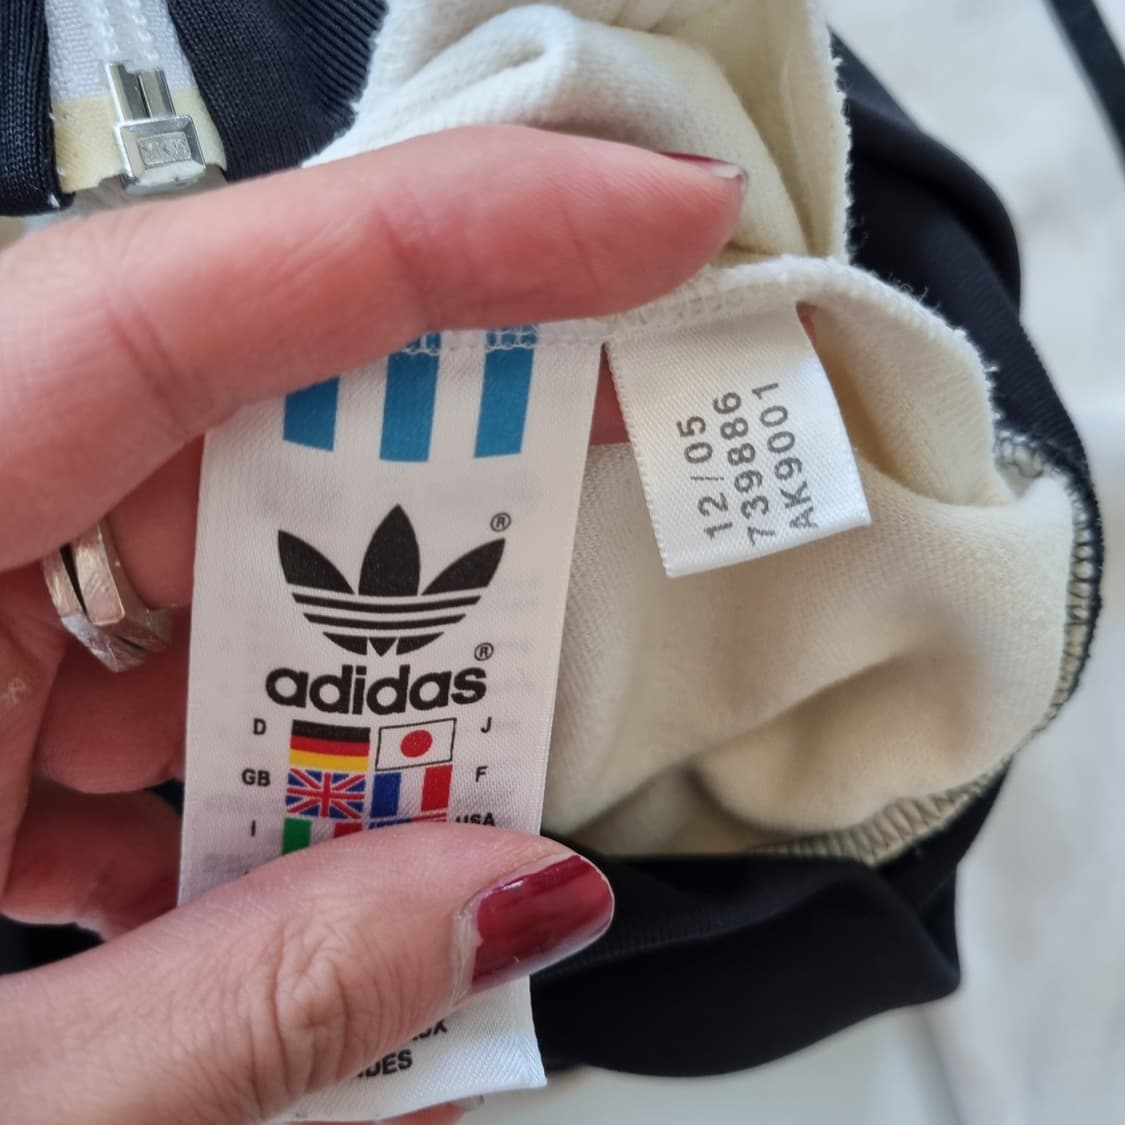 ®
®
adidas
D J
GB F
I USA
12/05
739886
AK9001